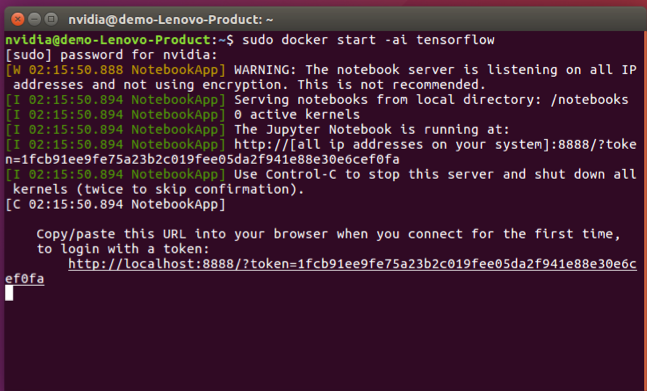 nvidia@demo-Lenovo-Product: ~
nvidia@demo-Lenovo-Product:~$ sudo docker start -ai tensorflow
[sudo] password for nvidia:
[W 02:15:50.888 NotebookApp] WARNING: The notebook server is listening on all IP
 addresses and not using encryption. This is not recommended.
[I 02:15:50.894 NotebookApp] Serving notebooks from local directory: /notebooks
[I 02:15:50.894 NotebookApp] 0 active kernels
[I 02:15:50.894 NotebookApp] The Jupyter Notebook is running at:
[I 02:15:50.894 NotebookApp] http://[all ip addresses on your system]:8888/?toke
n=1fcb91ee9fe75a23b2c019fee05da2f941e88e30e6cef0fa
[I 02:15:50.894 NotebookApp] Use Control-C to stop this server and shut down all
 kernels (twice to skip confirmation).
[C 02:15:50.894 NotebookApp]
    Copy/paste this URL into your browser when you connect for the first time,
    to login with a token:
        http://localhost:8888/?token=1fcb91ee9fe75a23b2c019fee05da2f941e88e30e6c
ef0fa